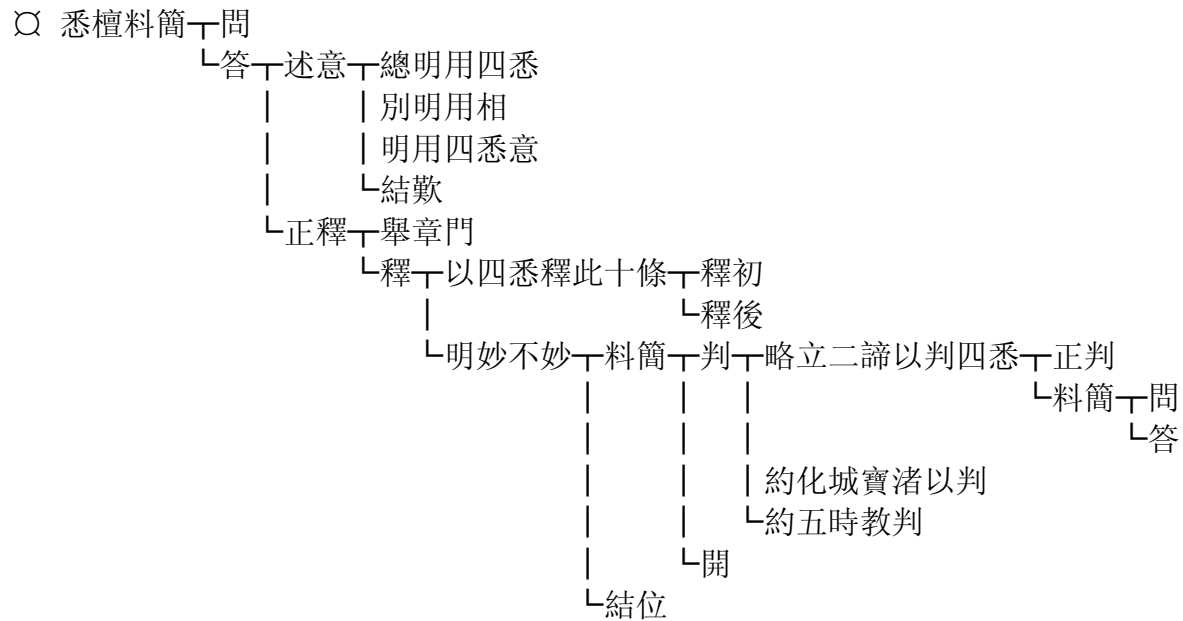 ¤ 悉檀料簡┬問
└答┬述意┬總明用四悉
│ │別明用相
│ │明用四悉意
│ └結歎
└正釋┬舉章門
└釋┬以四悉釋此十條┬釋初
│ └釋後
└明妙不妙┬料簡┬判┬略立二諦以判四悉┬正判
│ │ │ └料簡┬問
│ │ │ └答
│ │ │約化城寶渚以判
│ │ └約五時教判
│ └開
└結位